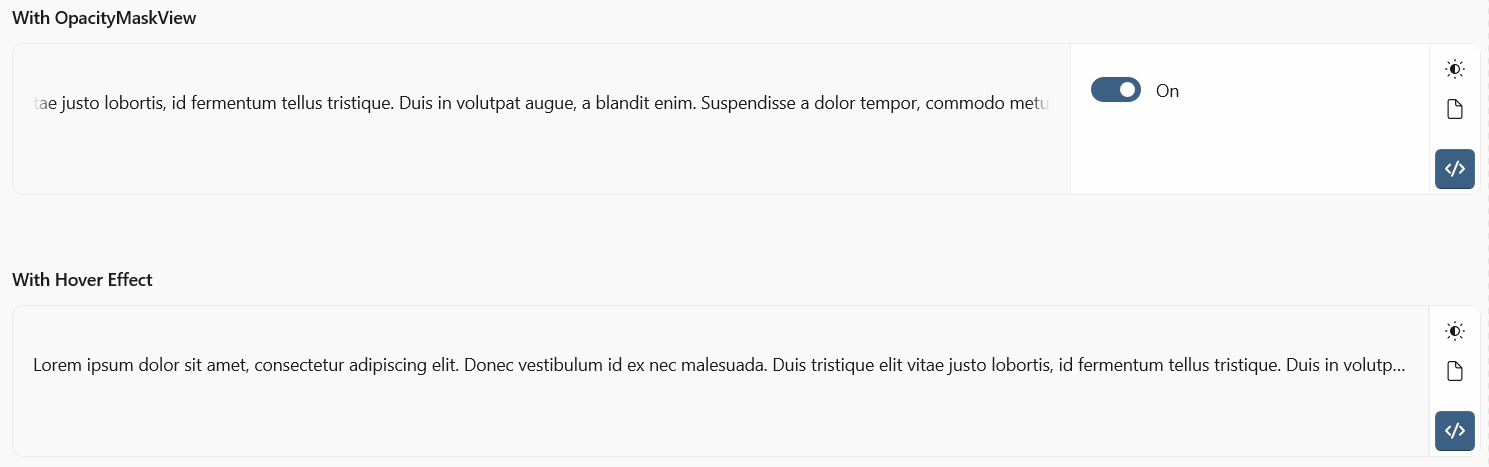 With OpacityMaskView
tae justo lobortis, id fermentum tellus tristique. Duis in volutpat augue, a blandit enim. Suspendisse a dolor tempor, commodo metu
On
With Hover Effect
Lorem ipsum dolor sit amet, consectetur adipiscing elit. Donec vestibulum id ex nec malesuada. Duis tristique elit vitae justo lobortis, id fermentum tellus tristique. Duis in volutp...